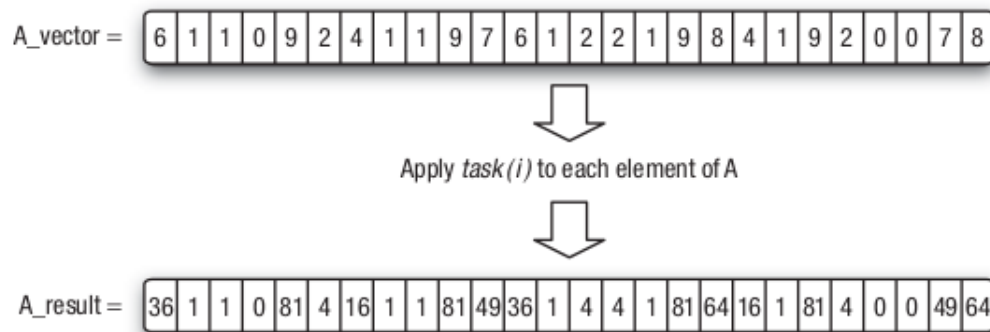 A_vector = 6 1 1 0 9 2 4 1 1 9 7 6 1 2 2 1 9 8 4 1 9 2 0 0 7 8
Apply task(i) to each element of A
A_result = 36 1 1 0 81 4 16 1 1 81 49 36 1 4 4 1 81 64 16 1 81 4 0 0 49 64